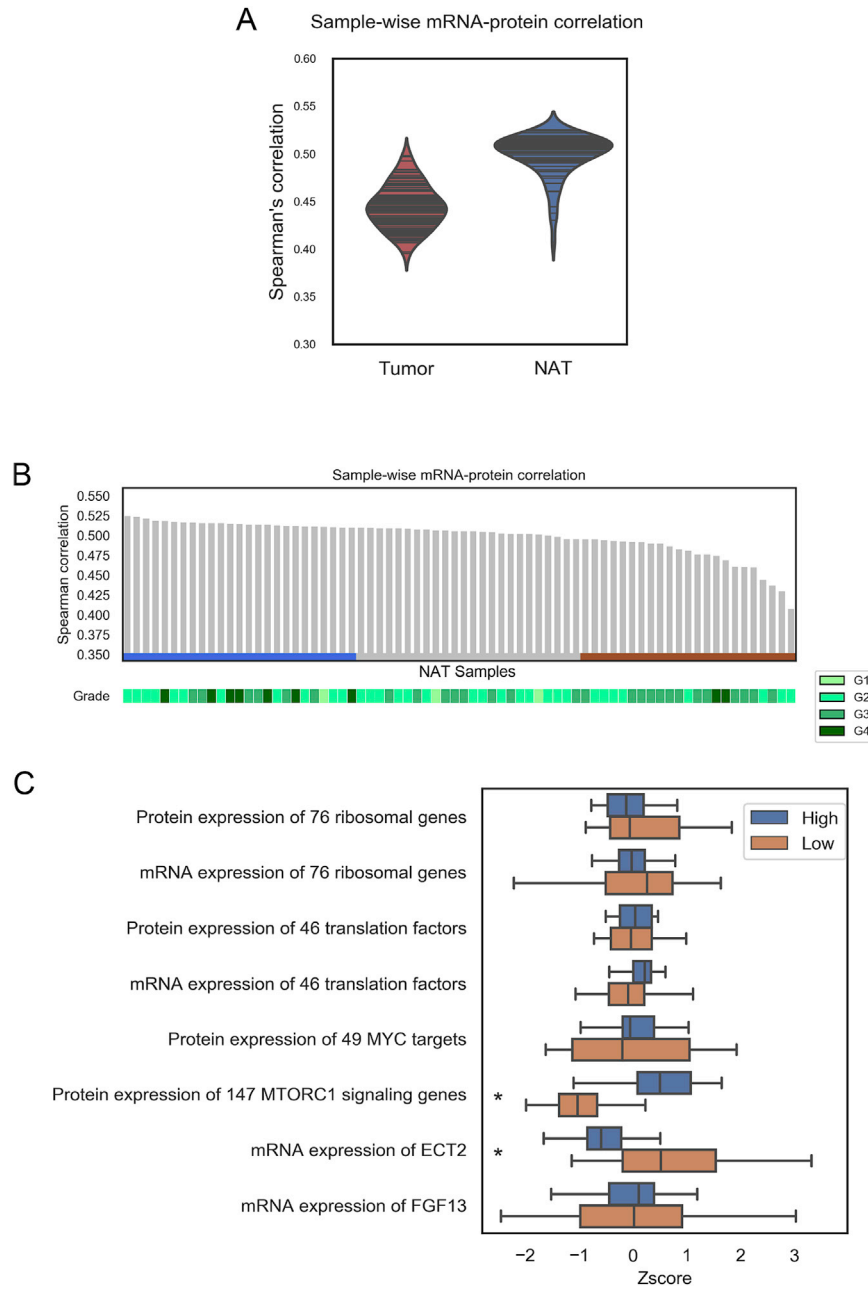 A
Sample-wise mRNA-protein correlation
Spearman's correlation
0.60
0.55
0.50
0.45
0.40
0.35
0.30
Tumor NAT
B
Sample-wise mRNA-protein correlation
Spearman correlation
0.550
0.525
0.500
0.475
0.450
0.425
0.400
0.375
0.350
NAT Samples
Grade
G1
G2
G3
G4
C
High
Low
Protein expression of 76 ribosomal genes
mRNA expression of 76 ribosomal genes
Protein expression of 46 translation factors
mRNA expression of 46 translation factors
Protein expression of 49 MYC targets
Protein expression of 147 MTORC1 signaling genes *
mRNA expression of ECT2 *
mRNA expression of FGF13
−2 −1 0 1 2 3
Zscore